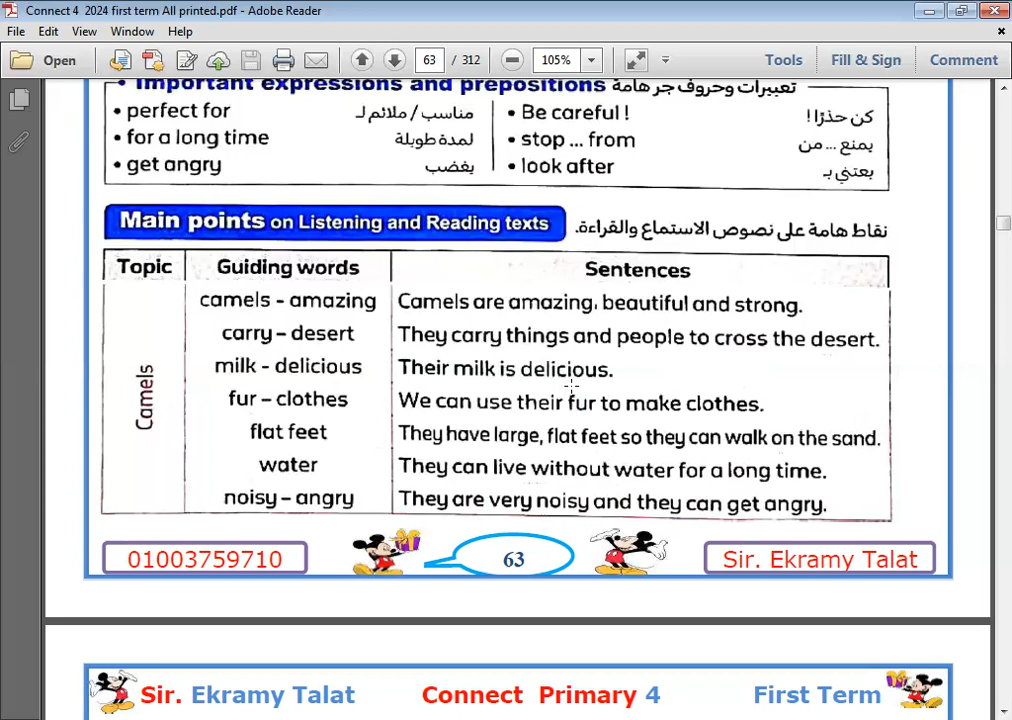 Connect 4 2024 first term All printed.pdf - Adobe Reader
File Edit View Window Help
Open 63 / 312 105% Tools Fill & Sign Comment
• Important expressions and prepositions تعبيرات وحروف جر هامة
• perfect for مناسب / ملائم لـ • Be careful ! كن حذرًا !
• for a long time لمدة طويلة • stop ... from يمنع ... من
• get angry يغضب • look after يعتني بـ
Main points on Listening and Reading texts نقاط هامة على نصوص الاستماع والقراءة.
Topic Guiding words Sentences
Camels
camels – amazing Camels are amazing, beautiful and strong.
carry – desert They carry things and people to cross the desert.
milk - delicious Their milk is delicious.
fur – clothes We can use their fur to make clothes.
flat feet They have large, flat feet so they can walk on the sand.
water They can live without water for a long time.
noisy – angry They are very noisy and they can get angry.
01003759710 63 Sir. Ekramy Talat
Sir. Ekramy Talat Connect Primary 4 First Term